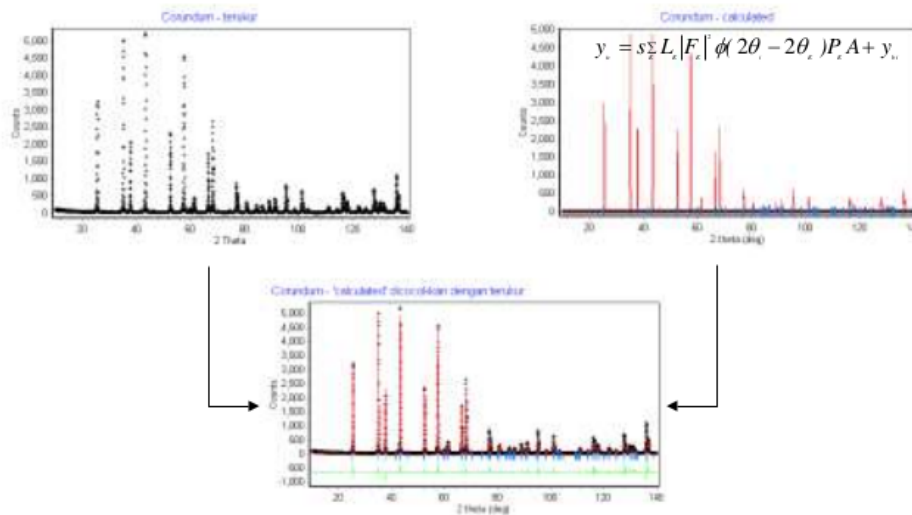 Corundum - terukur
5,000
4,500
4,000
3,500
3,000
2,500
2,000
1,500
1,000
500
0
Counts
20 40 60 80 100 120 140
2 Theta
Corundum - calculated
y = s Σ L |F|² ϕ( 2θ - 2θ ) P A + y
5,000
4,500
4,000
3,500
3,000
2,500
2,000
1,500
1,000
500
0
Counts
20 40 60 80 100 120 140
2 theta (deg)
Corundum - 'calculated' dicocokkan dengan terukur
5,000
4,500
4,000
3,500
3,000
2,500
2,000
1,500
1,000
500
0
500
-1,000
Counts
20 40 60 80 100 120 140
2 theta (deg)